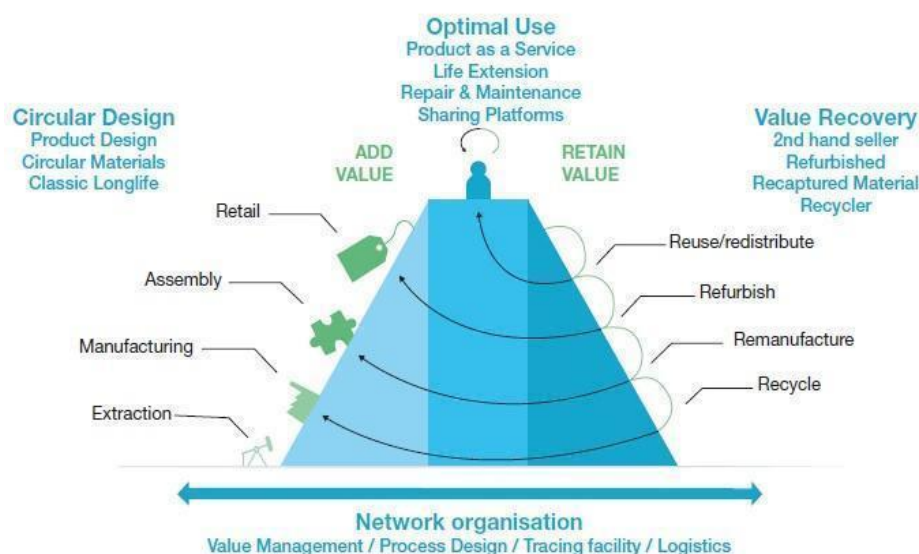 Optimal Use
Product as a Service
Life Extension
Repair & Maintenance
Sharing Platforms
Circular Design
Product Design
Circular Materials
Classic Longlife
Value Recovery
2nd hand seller
Refurbished
Recaptured Material
Recycler
ADD
VALUE
RETAIN
VALUE
Retail
Assembly
Manufacturing
Extraction
Reuse/redistribute
Refurbish
Remanufacture
Recycle
Network organisation
Value Management / Process Design / Tracing facility / Logistics